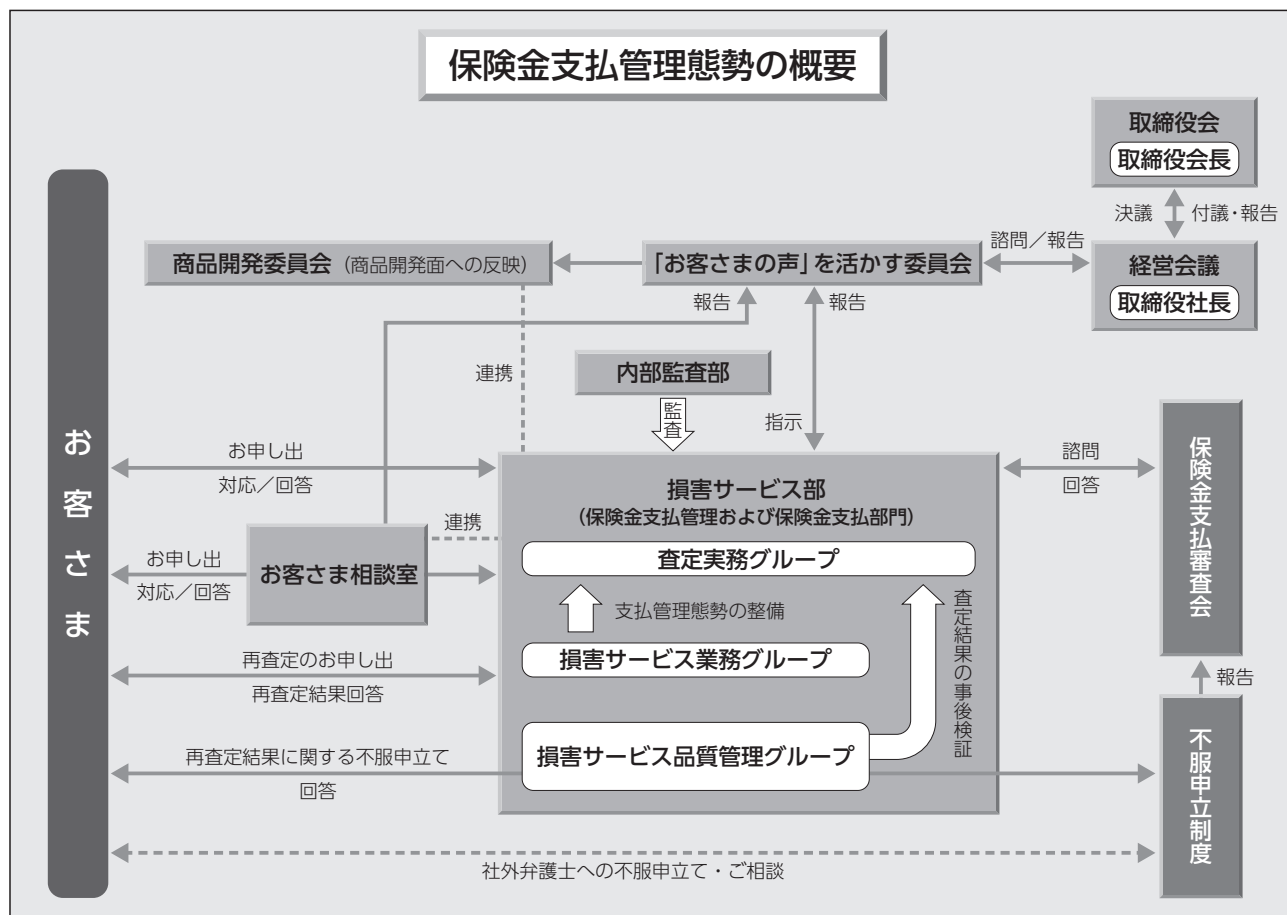 保険金支払管理態勢の概要
取締役会
取締役会長
決議
付議・報告
諮問／報告
経営会議
取締役社長
商品開発委員会（商品開発面への反映）
「お客さまの声」を活かす委員会
報告
報告
連携
内部監査部
監査
指示
お客さま
お申し出
対応／回答
損害サービス部
（保険金支払管理および保険金支払部門）
諮問
回答
保険金支払審査会
連携
お申し出
対応／回答
お客さま相談室
査定実務グループ
支払管理態勢の整備
査定結果の事後検証
損害サービス業務グループ
再査定のお申し出
再査定結果回答
報告
再査定結果に関する不服申立て
回答
損害サービス品質管理グループ
不服申立制度
社外弁護士への不服申立て・ご相談